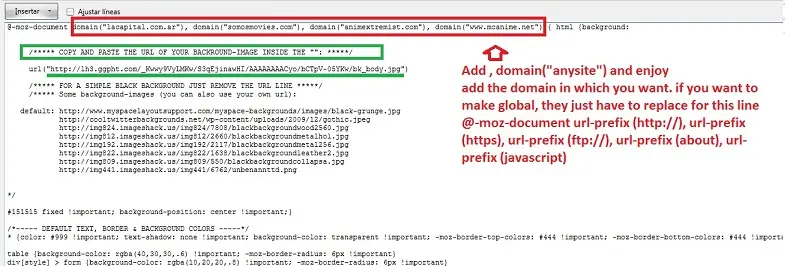 Insertar Ajustar líneas
@-moz-document domain("lacapital.com.ar"), domain("somosmovies.com"), domain("animextremist.com"), domain("www.mcanime.net") { html {background:
/***** COPY AND PASTE THE URL OF YOUR BACKROUND-IMAGE INSIDE THE "": *****/
url("http://lh3.ggpht.com/_Kwwy9VyLMKw/S3qEjinavHI/AAAAAAAACyo/bCTpV-05YKw/bk_body.jpg")
/***** FOR A SIMPLE BLACK BACKGROUND JUST REMOVE THE URL LINE *****/
/***** Some background-images (you can also use your own url):
default: http://www.myspacelayoutsupport.com/myspace-backgrounds/images/black-grunge.jpg
http://cooltwitterbackgrounds.net/wp-content/uploads/2009/12/gothic.jpeg
http://img824.imageshack.us/img824/7808/blackgroundwood2560.jpg
http://img812.imageshack.us/img812/2660/blackbackgroundmetalhol.jpg
http://img192.imageshack.us/img192/2117/blackbackgroundmetal256.jpg
http://img822.imageshack.us/img822/1638/blackbackgroundleather2.jpg
http://img809.imageshack.us/img809/550/blackbackgroundcollapsa.jpg
http://img441.imageshack.us/img441/6762/unbenannttd.png
*/
#151515 fixed !important; background-position: center !important;}
/*----- DEFAULT TEXT, BORDER & BACKGROUND COLORS -----*/
* {color: #999 !important; text-shadow: none !important; background-color: transparent !important; -moz-border-top-colors: #444 !important; -moz-border-bottom-colors: #444 !important;
table {background-color: rgba(40,30,30,.6) !important; -moz-border-radius: 6px !important}
div[style] > form {background-color: rgba(10,20,20,.8) !important; -moz-border-radius: 6px !important}
Add , domain("anysite") and enjoy
add the domain in which you want. if you want to
make global, they just have to replace for this line
@-moz-document url-prefix (http://), url-prefix
(https), url-prefix (ftp://), url-prefix (about), url-
prefix (javascript)